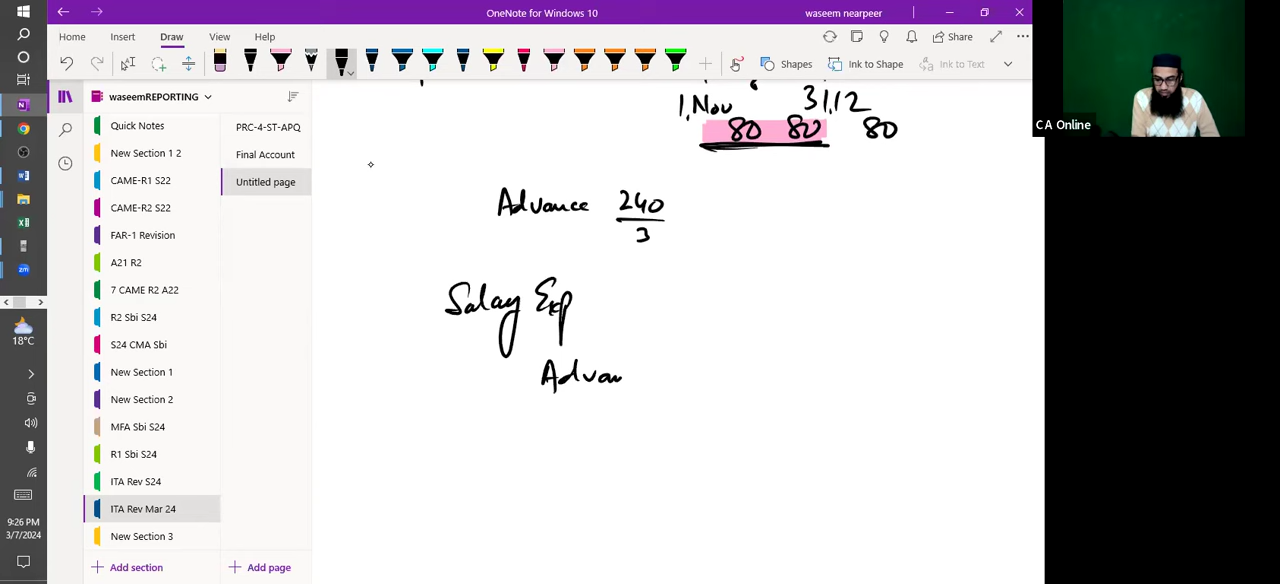 OneNote for Windows 10
waseem nearpeer
Home Insert Draw View Help
Share
Shapes
Ink to Shape
Ink to Text
waseemREPORTING
Quick Notes
New Section 1 2
CAME-R1 S22
CAME-R2 S22
FAR-1 Revision
A21 R2
7 CAME R2 A22
R2 Sbi S24
S24 CMA Sbi
New Section 1
New Section 2
MFA Sbi S24
R1 Sbi S24
ITA Rev S24
ITA Rev Mar 24
New Section 3
Add section
PRC-4-ST-APQ
Final Account
Untitled page
Add page
1.Nov 31.12
80 80 80
Advance 240
3
Salay Exp
Advan
C A Online
18°C
9:26 PM
3/7/2024